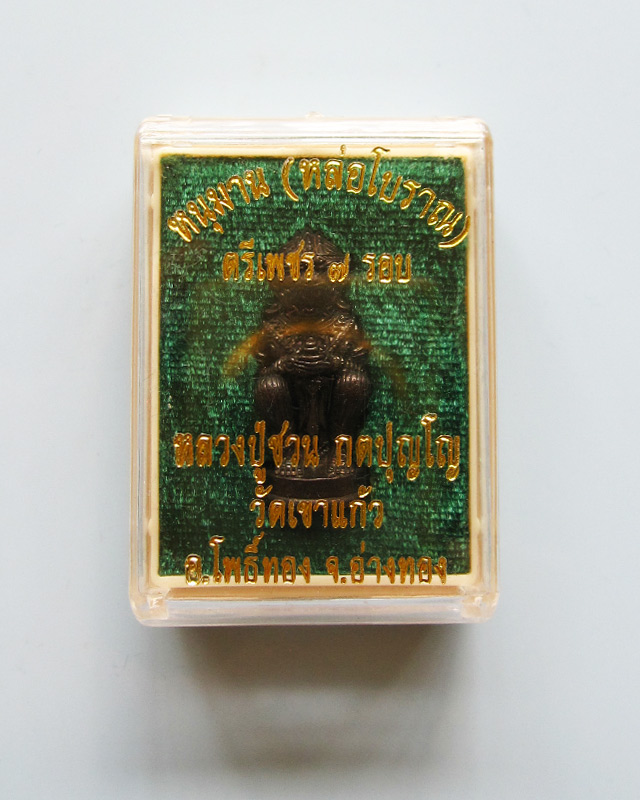 หนุมาน (หล่อโบราณ)
ตรีเพชร ๗ รอบ
หลวงปู่ชวน กตปุญโญ
วัดเขาแก้ว
อ.โพธิ์ทอง จ.อ่างทอง